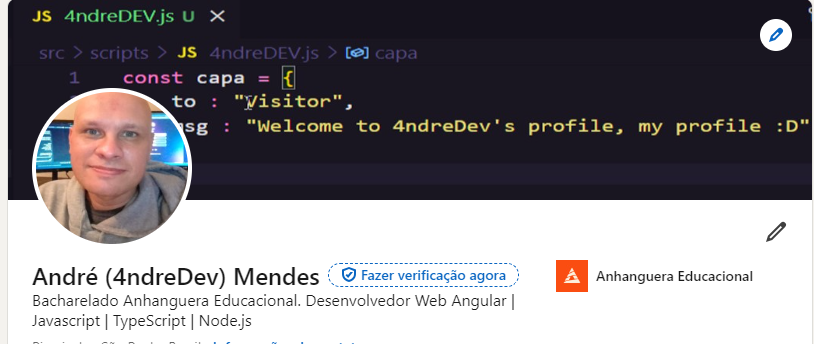 JS 4ndreDEV.js U
src > scripts > JS 4ndreDEV.js > capa
1 const capa = {
to : "Visitor",
msg : "Welcome to 4ndreDev's profile, my profile :D"
André (4ndreDev) Mendes Fazer verificação agora
Anhanguera Educacional
Bacharelado Anhanguera Educacional. Desenvolvedor Web Angular |
Javascript | TypeScript | Node.js